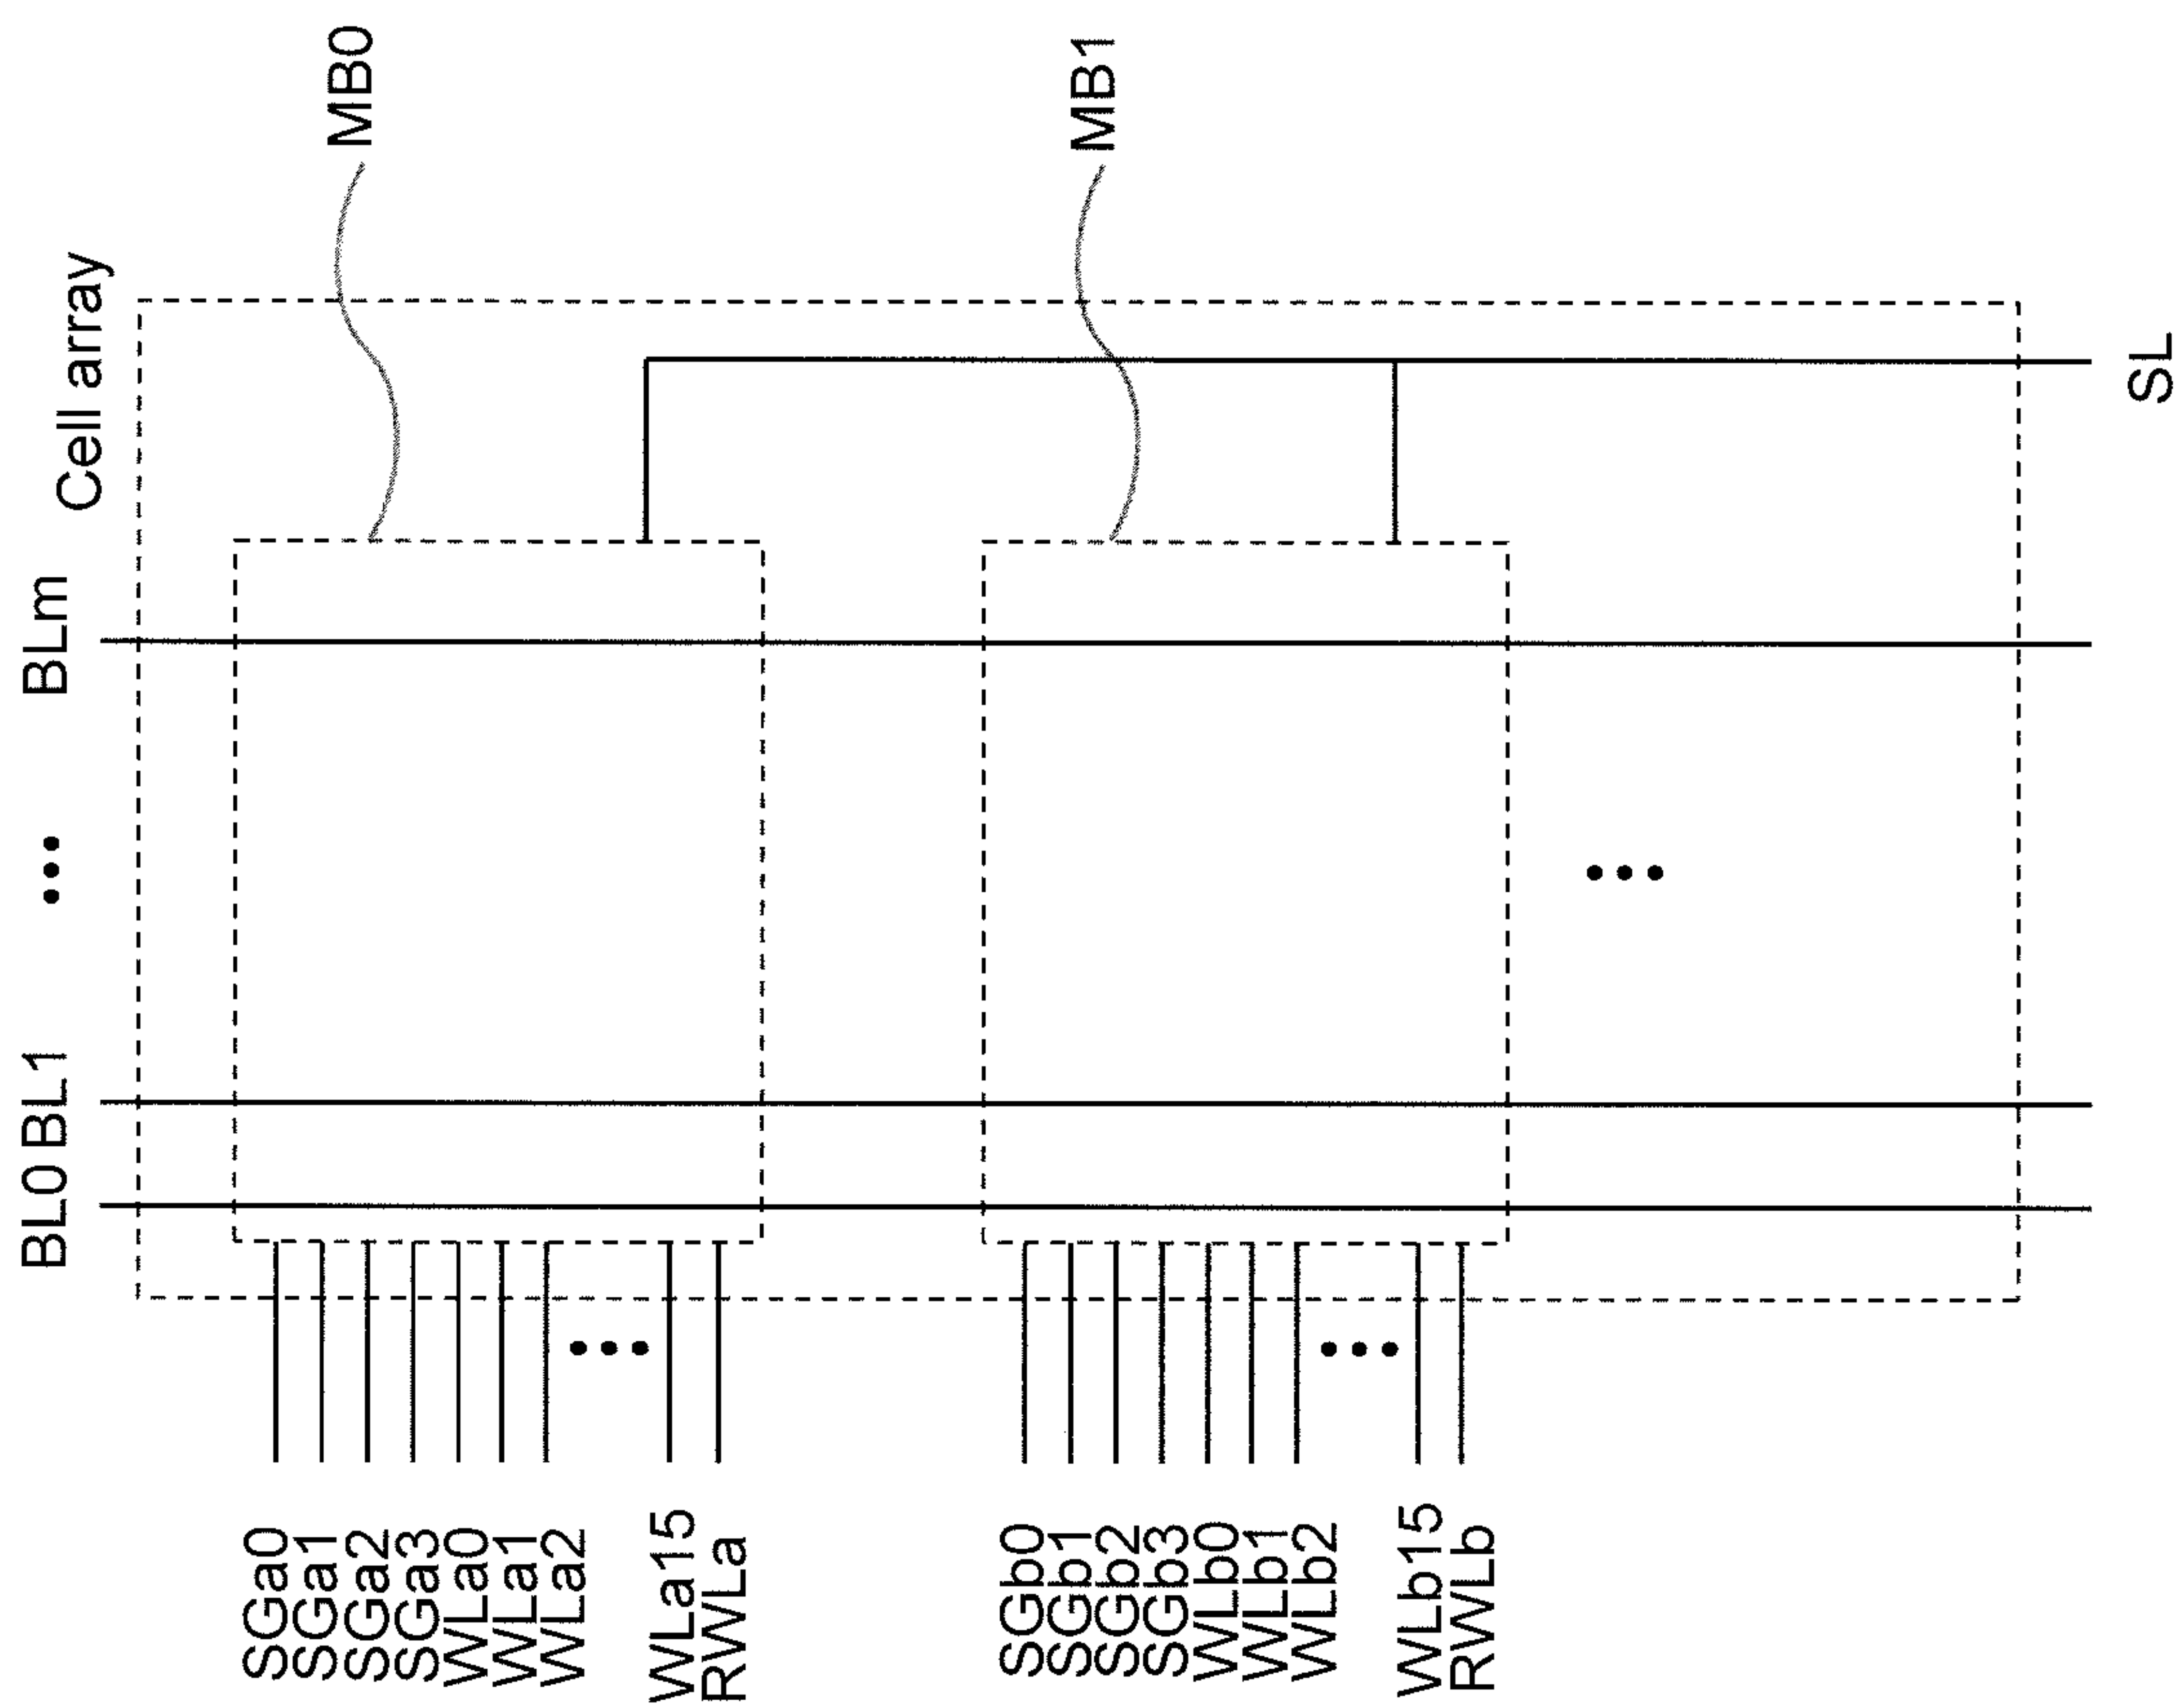 Cell array
BL0 BL1 ••• BLm
SGa0
SGa1
SGa2
SGa3
WLa0
WLa1
WLa2
•••
WLa15
RWLa
MB0
SGb0
SGb1
SGb2
SGb3
WLb0
WLb1
WLb2
•••
WLb15
RWLb
MB1
•••
SL